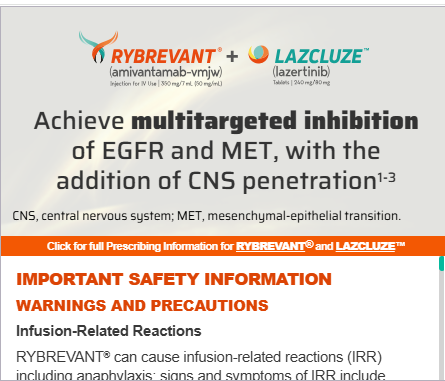 RYBREVANT® + LAZCLUZE™
(amivantamab-vmjw) (lazertinib)
Injection for IV Use | 350 mg/7 mL (50 mg/mL) Tablets | 240 mg/80 mg
Achieve multitargeted inhibition
of EGFR and MET, with the
addition of CNS penetration1-3
CNS, central nervous system; MET, mesenchymal-epithelial transition.
Click for full Prescribing Information for RYBREVANT® and LAZCLUZE™
IMPORTANT SAFETY INFORMATION
WARNINGS AND PRECAUTIONS
Infusion-Related Reactions
RYBREVANT® can cause infusion-related reactions (IRR)
including anaphylaxis; signs and symptoms of IRR include